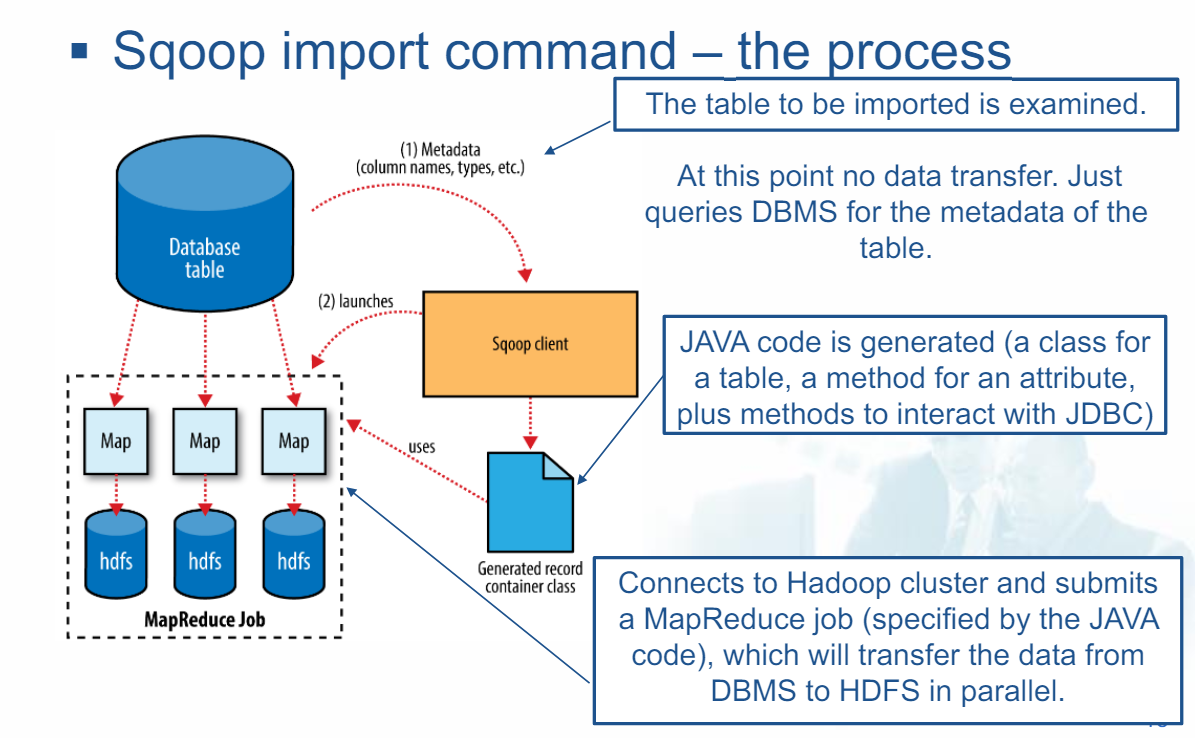 ▪ Sqoop import command – the process
The table to be imported is examined.
(1) Metadata
(column names, types, etc.)
At this point no data transfer. Just
queries DBMS for the metadata of the
table.
Database
table
(2) launches
Sqoop client
JAVA code is generated (a class for
a table, a method for an attribute,
plus methods to interact with JDBC)
Map
Map
Map
uses
hdfs
hdfs
hdfs
MapReduce Job
Generated record
container class
Connects to Hadoop cluster and submits
a MapReduce job (specified by the JAVA
code), which will transfer the data from
DBMS to HDFS in parallel.